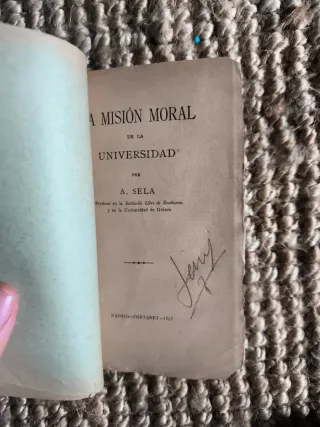 A MISIÓN MORAL
DE LA
UNIVERSIDAD
POR
A. SELA
Profesor en la Institución Libre de Enseñanza,
y en la Universidad de Oviedo
MADRID—FORTANET—